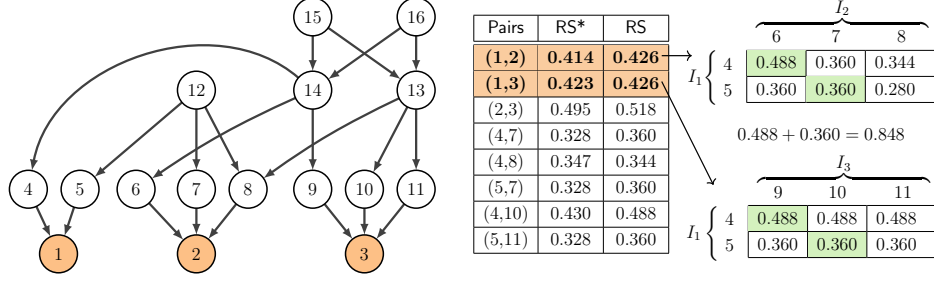 15 16
12 14 13
4 5 6 7 8 9 10 11
1 2 3
Pairs RS* RS
(1,2) 0.414 0.426
(1,3) 0.423 0.426
(2,3) 0.495 0.518
(4,7) 0.328 0.360
(4,8) 0.347 0.344
(5,7) 0.328 0.360
(4,10) 0.430 0.488
(5,11) 0.328 0.360
I₂
6 7 8
I₁ { 4 0.488 0.360 0.344
5 0.360 0.360 0.280
0.488 + 0.360 = 0.848
I₃
9 10 11
I₁ { 4 0.488 0.488 0.488
5 0.360 0.360 0.360